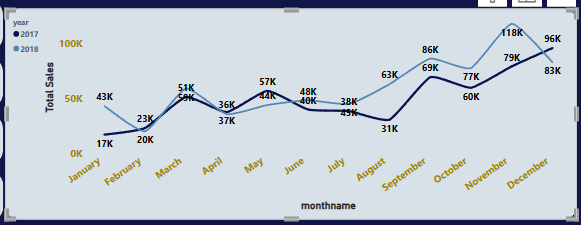 year
2017
2018
Total Sales
100K
50K
0K
43K
17K
23K
20K
51K
59K
36K
37K
57K
44K
48K
40K
38K
45K
63K
31K
86K
69K
77K
60K
118K
79K
96K
83K
January
February
March
April
May
June
July
August
September
October
November
December
monthname